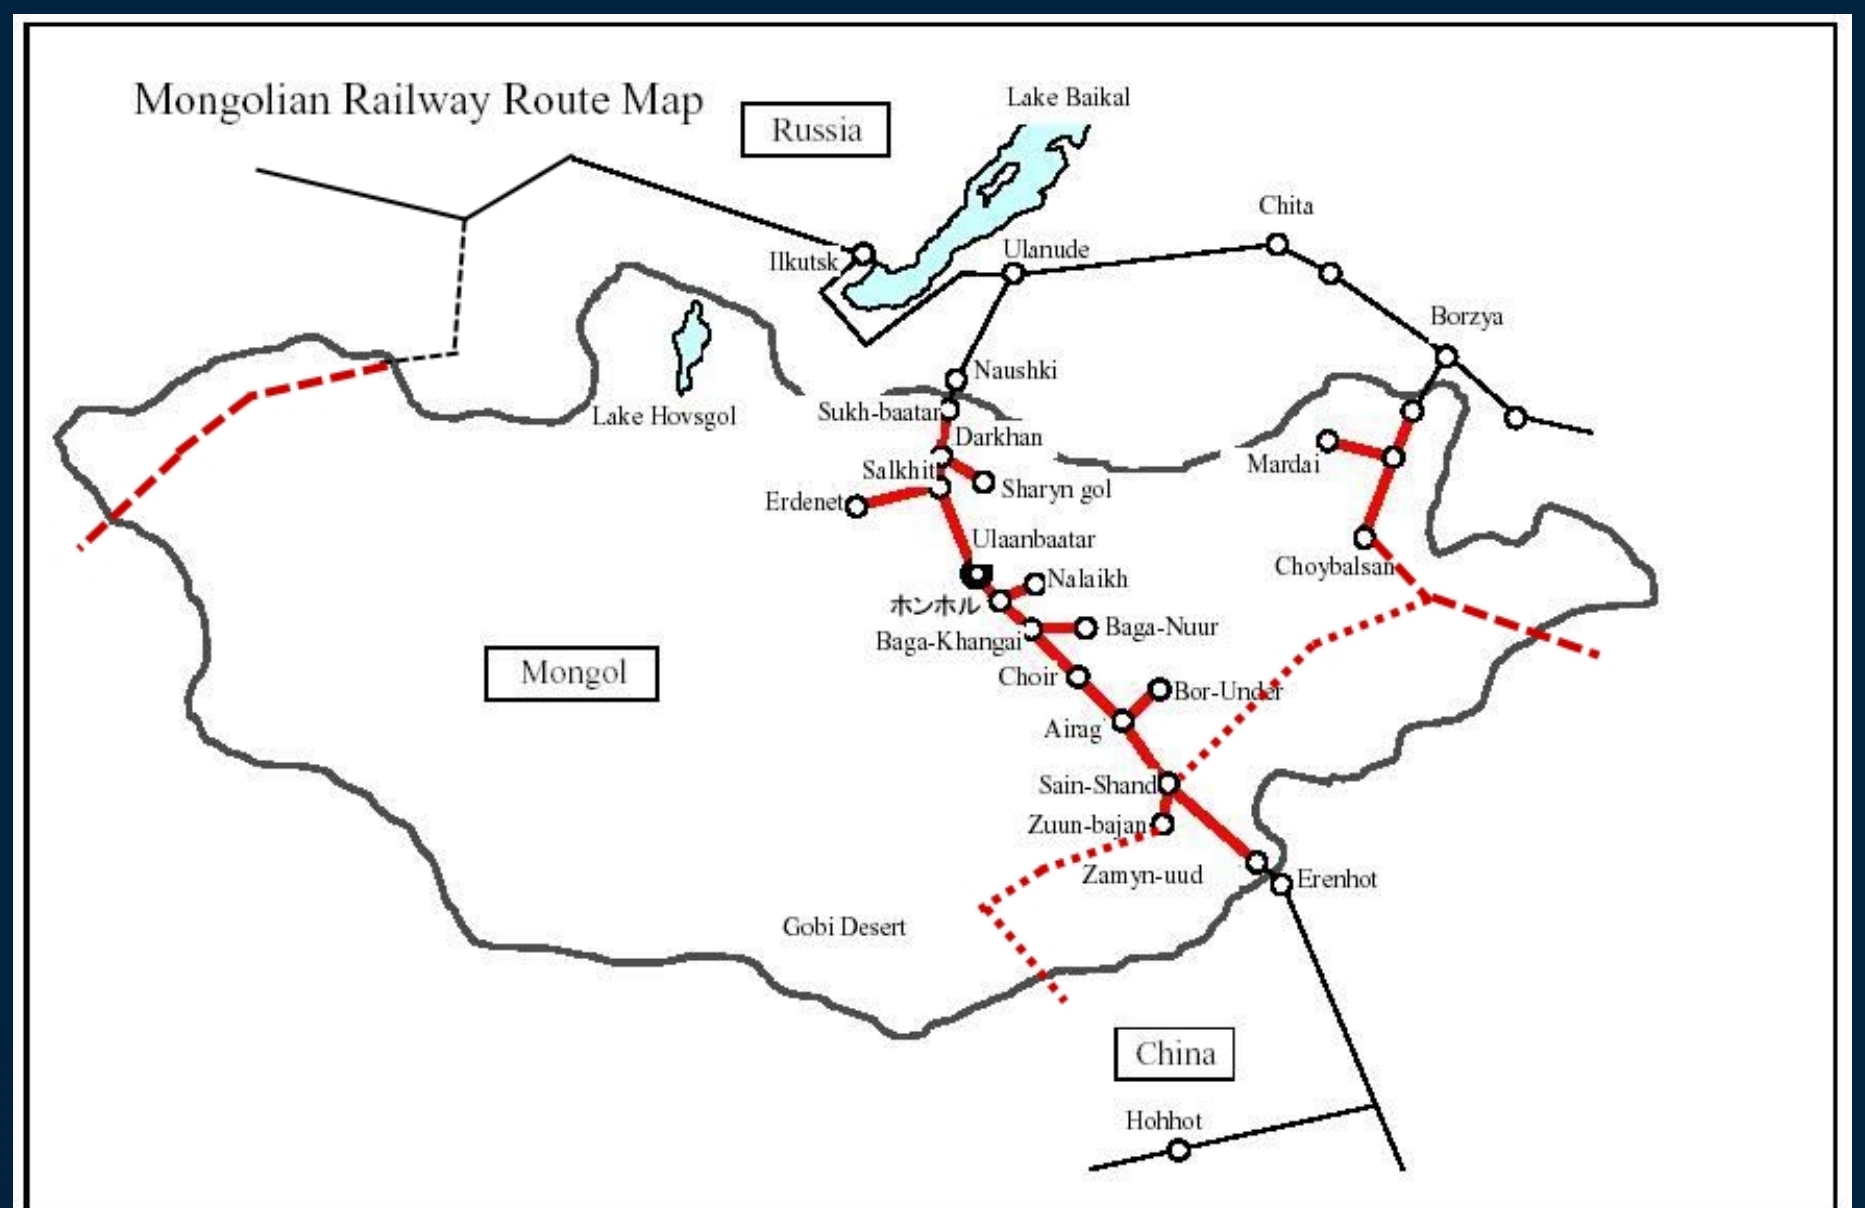 Mongolian Railway Route Map
Lake Baikal
Russia
Chita
Ulanude
Ilkutsk
Borzya
Naushki
Lake Hovsgol
Sukh-baatar
Darkhan
Mardai
Salkhit
Sharyn gol
Erdenet
Ulaanbaatar
Choybalsan
Nalaikh
ホンホル
Baga-Nuur
Baga-Khangai
Mongol
Choir
Bor-Under
Airag
Sain-Shand
Zuun-bajan
Zamyn-uud
Erenhot
Gobi Desert
China
Hohhot